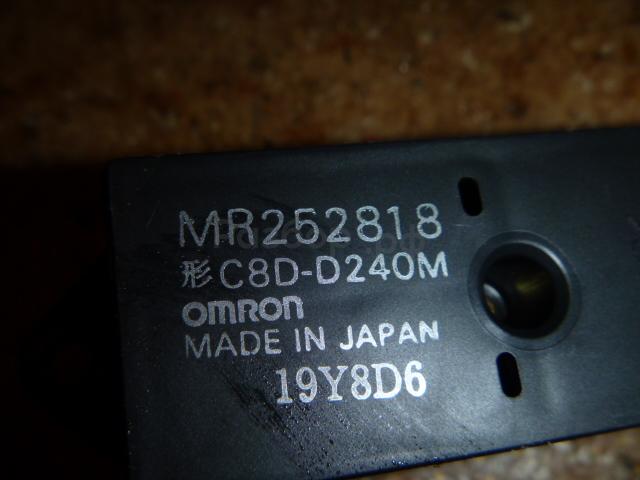 MR252818
形 C8D-D240M
OMRON
MADE IN JAPAN
19Y8D6